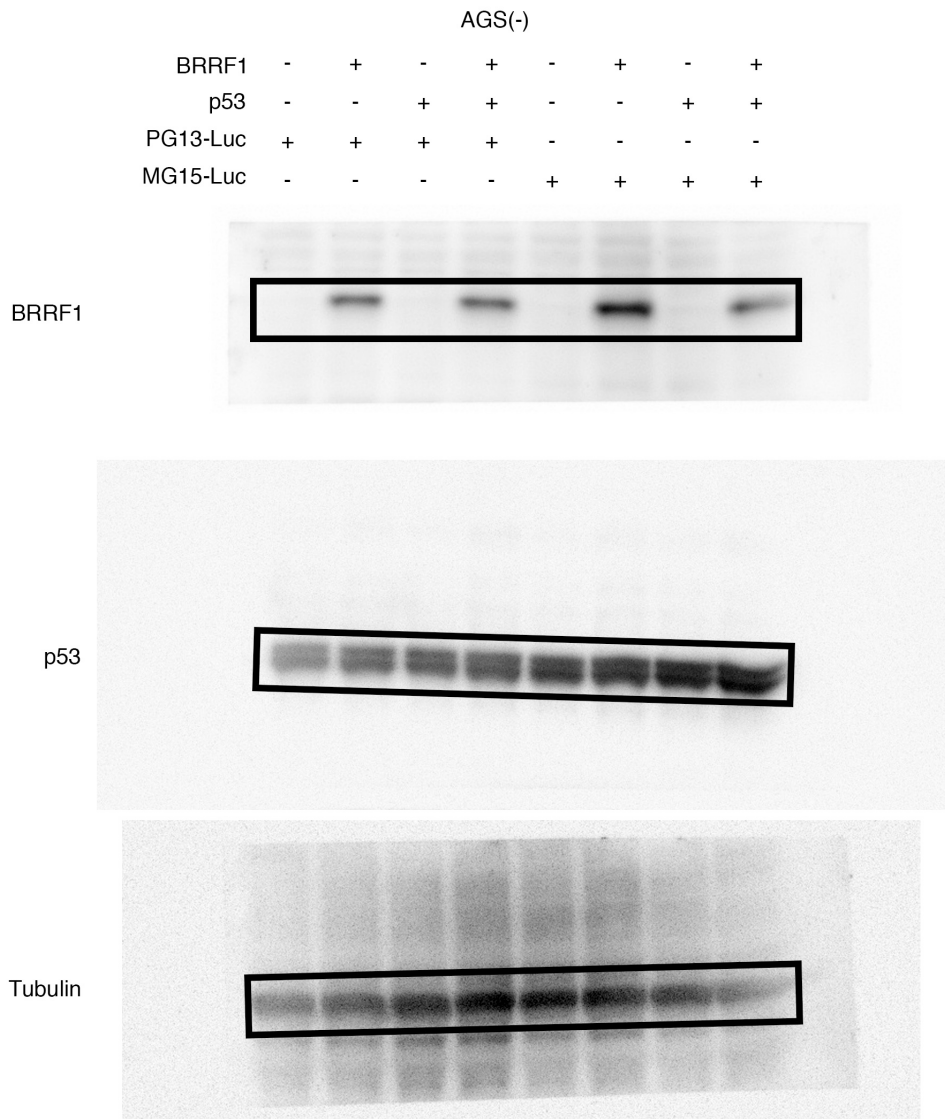 AGS(-)
BRRF1 - + - + - + - +
p53 - - + + - - + +
PG13-Luc + + + + - - - -
MG15-Luc - - - - + + + +
BRRF1
p53
Tubulin